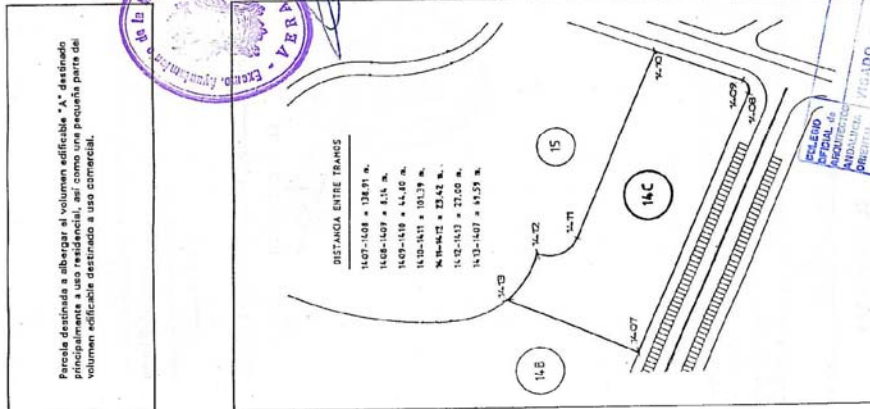 Parcela destinada a albergar el volumen edificable "A" destinado
principalmente a uso residencial, así como una pequeña parte del
volumen edificable destinado a uso comercial.
Excmo. Ayuntamiento de la
VERA
DISTANCIA ENTRE TRAMOS
1407-1408 = 138,91 m.
1408-1409 = 8,14 m.
1409-1410 = 44,80 m.
1410-1411 = 101,39 m.
1411-1412 = 23,42 m.
1412-1413 = 27,00 m.
1413-1407 = 49,59 m.
1413
1412
1411
1410
1409
1408
1407
15
14C
14B
COLEGIO
OFICIAL de
ARQUITECTOS
ANDALUCIA
ORIENTAL
VISADO